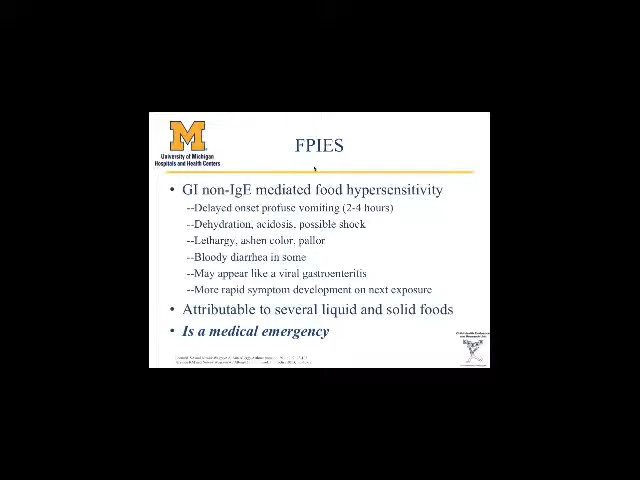 M
University of Michigan
Hospitals and Health Centers
FPIES
• GI non-IgE mediated food hypersensitivity
--Delayed onset profuse vomiting (2-4 hours)
--Dehydration, acidosis, possible shock
--Lethargy, ashen color, pallor
--Bloody diarrhea in some
--May appear like a viral gastroenteritis
--More rapid symptom development on next exposure
• Attributable to several liquid and solid foods
• Is a medical emergency